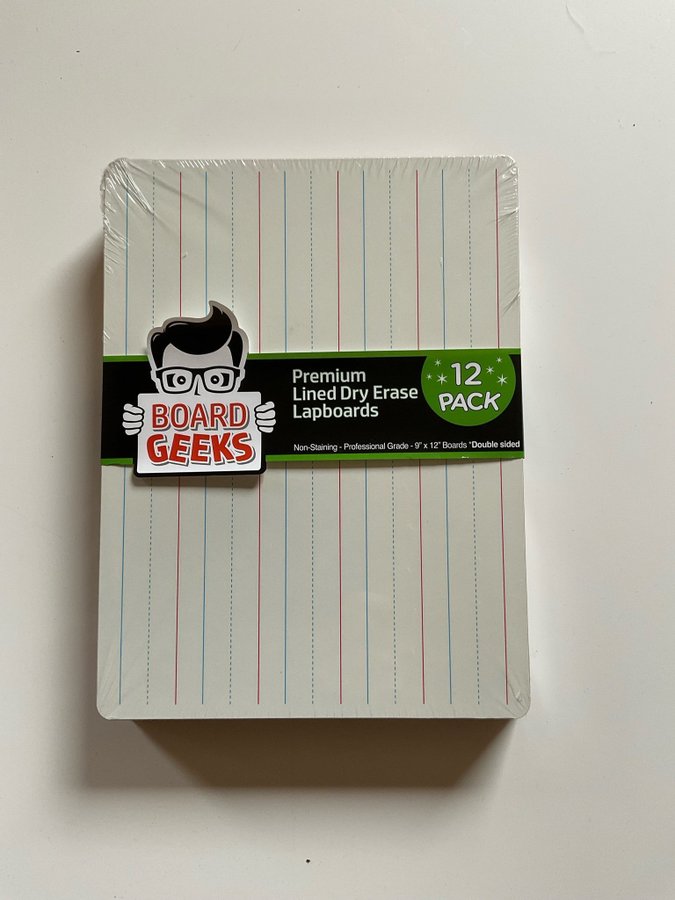 BOARD
GEEKS
Premium
Lined Dry Erase
Lapboards
12
PACK
Non-Staining - Professional Grade - 9" x 12" Boards *Double sided